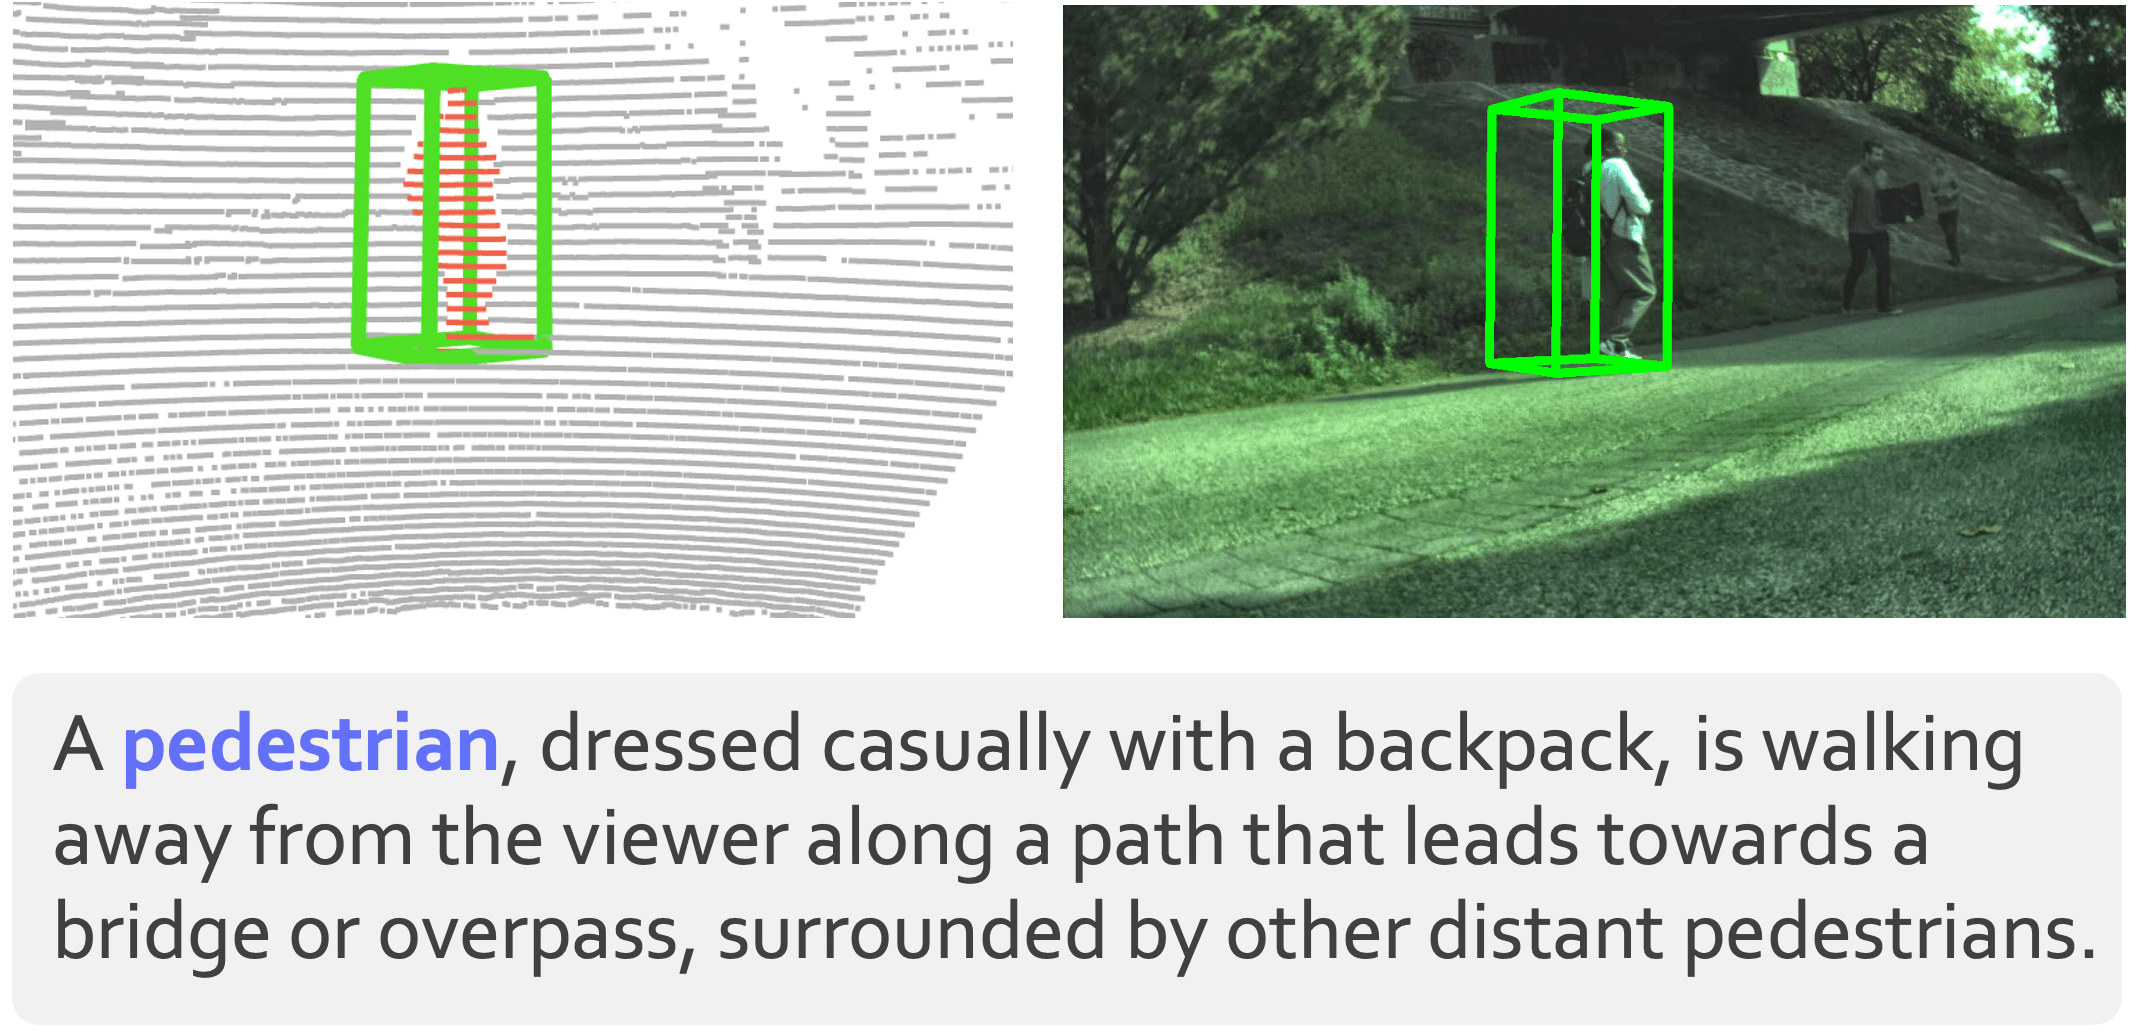 A pedestrian, dressed casually with a backpack, is walking
away from the viewer along a path that leads towards a
bridge or overpass, surrounded by other distant pedestrians.